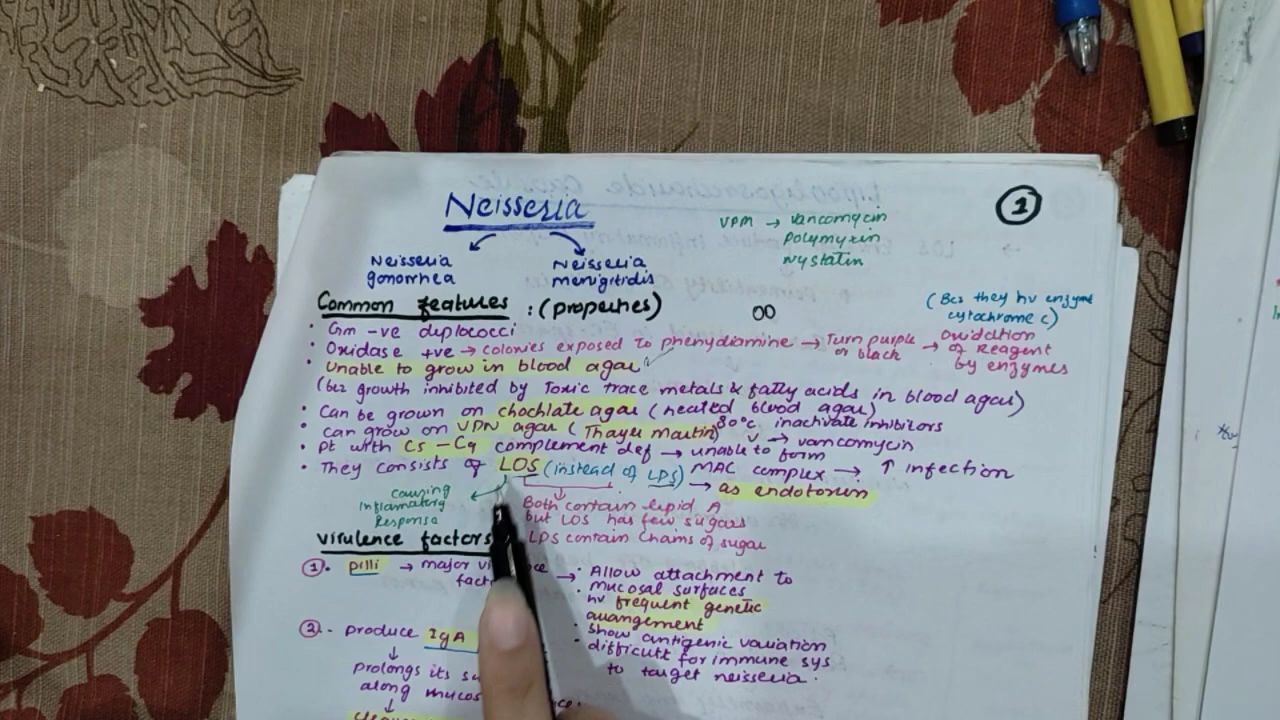 Neisseria
1
VPM → vancomycin
polymyxin
nystatin
Neisseria
gonorrhea
Neisseria
menigitidis
Common features : (properties)
(Bcz they hv enzyme
cytochrome c)
• Gm -ve diplococci
• Oxidase +ve → colonies exposed to phenydiamine → Turn purple
or black → Oxidation
of Reagent
by enzymes
• Unable to grow in blood agar
(bcz growth inhibited by Toxic trace metals & fatty acids in blood agar)
• Can be grown on choclate agar (heated blood agar)
80°c inactivate inhibitors
• can grow on VPN agar (Thayer Martin) V → vancomycin
• pt with C5 - C9 complement def → unable to form
MAC complex → ↑ infection
• They consists of LOS (instead of LPS) → as endotoxin
causing
Inflamatory
Response
Both contain lipid A
but LOS has few sugars
LPS contain chains of sugar
virulence factors
① pilli → major
→ • Allow attachment to
• Mucosal surfaces
hv frequent genetic
arrangement
• show antigenic variation
• difficult for immune sys
to target neisseria.
② - produce IgA
↓
prolongs its
along
↓